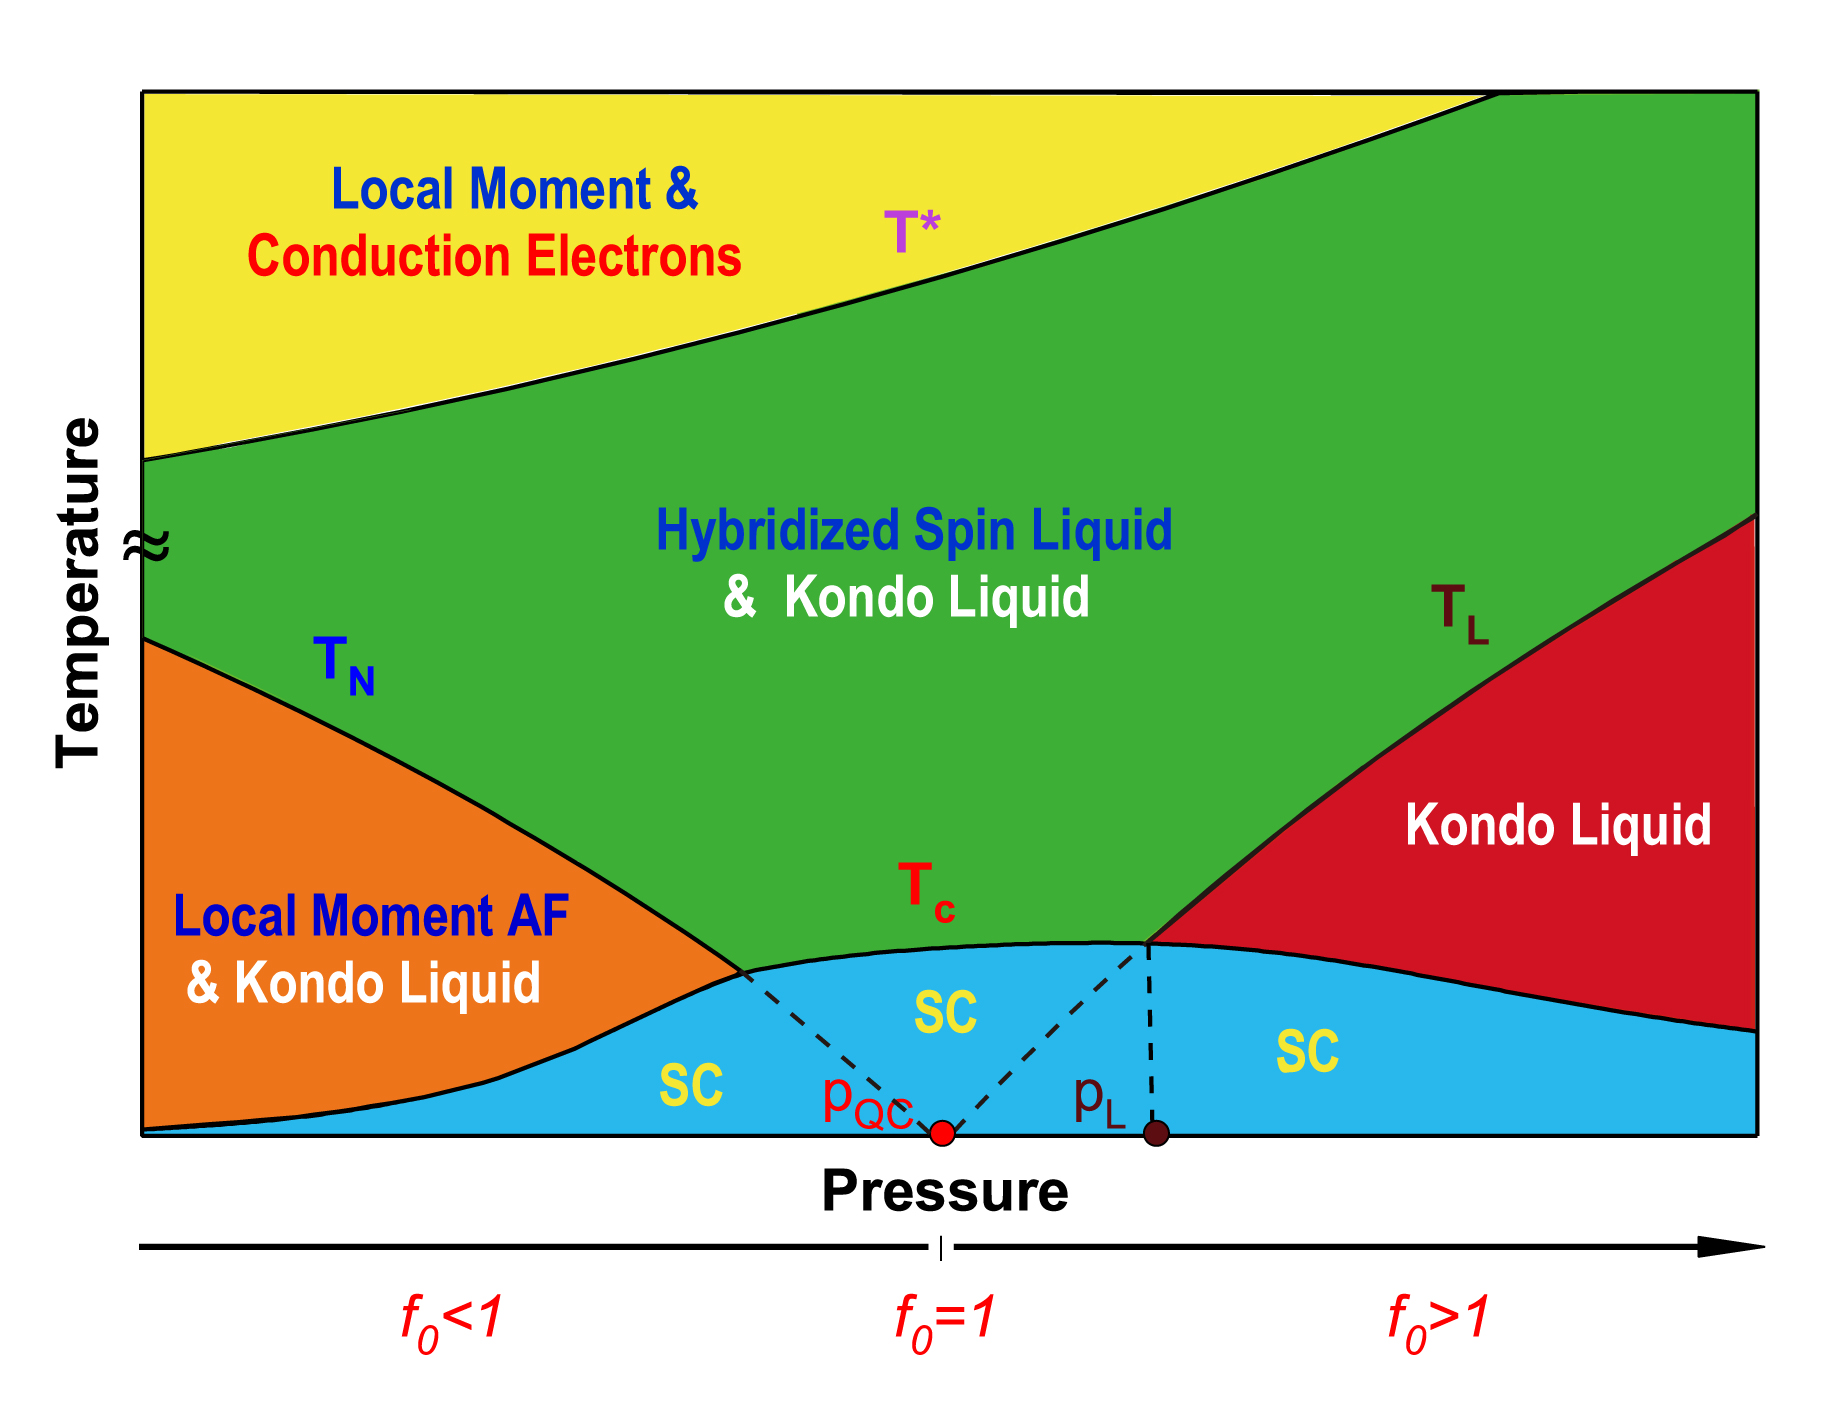 Local Moment &
Conduction Electrons
T*
Hybridized Spin Liquid
& Kondo Liquid
Temperature
≈
T_N
T_L
Kondo Liquid
T_c
Local Moment AF
& Kondo Liquid
SC
SC
SC
p_QC
p_L
Pressure
f_0<1
f_0=1
f_0>1